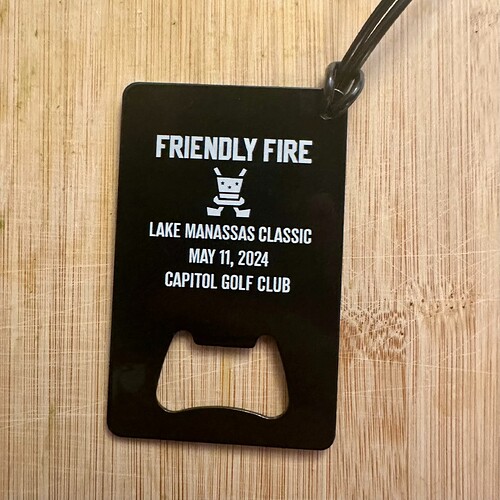 FRIENDLY FIRE
LAKE MANASSAS CLASSIC
MAY 11, 2024
CAPITOL GOLF CLUB